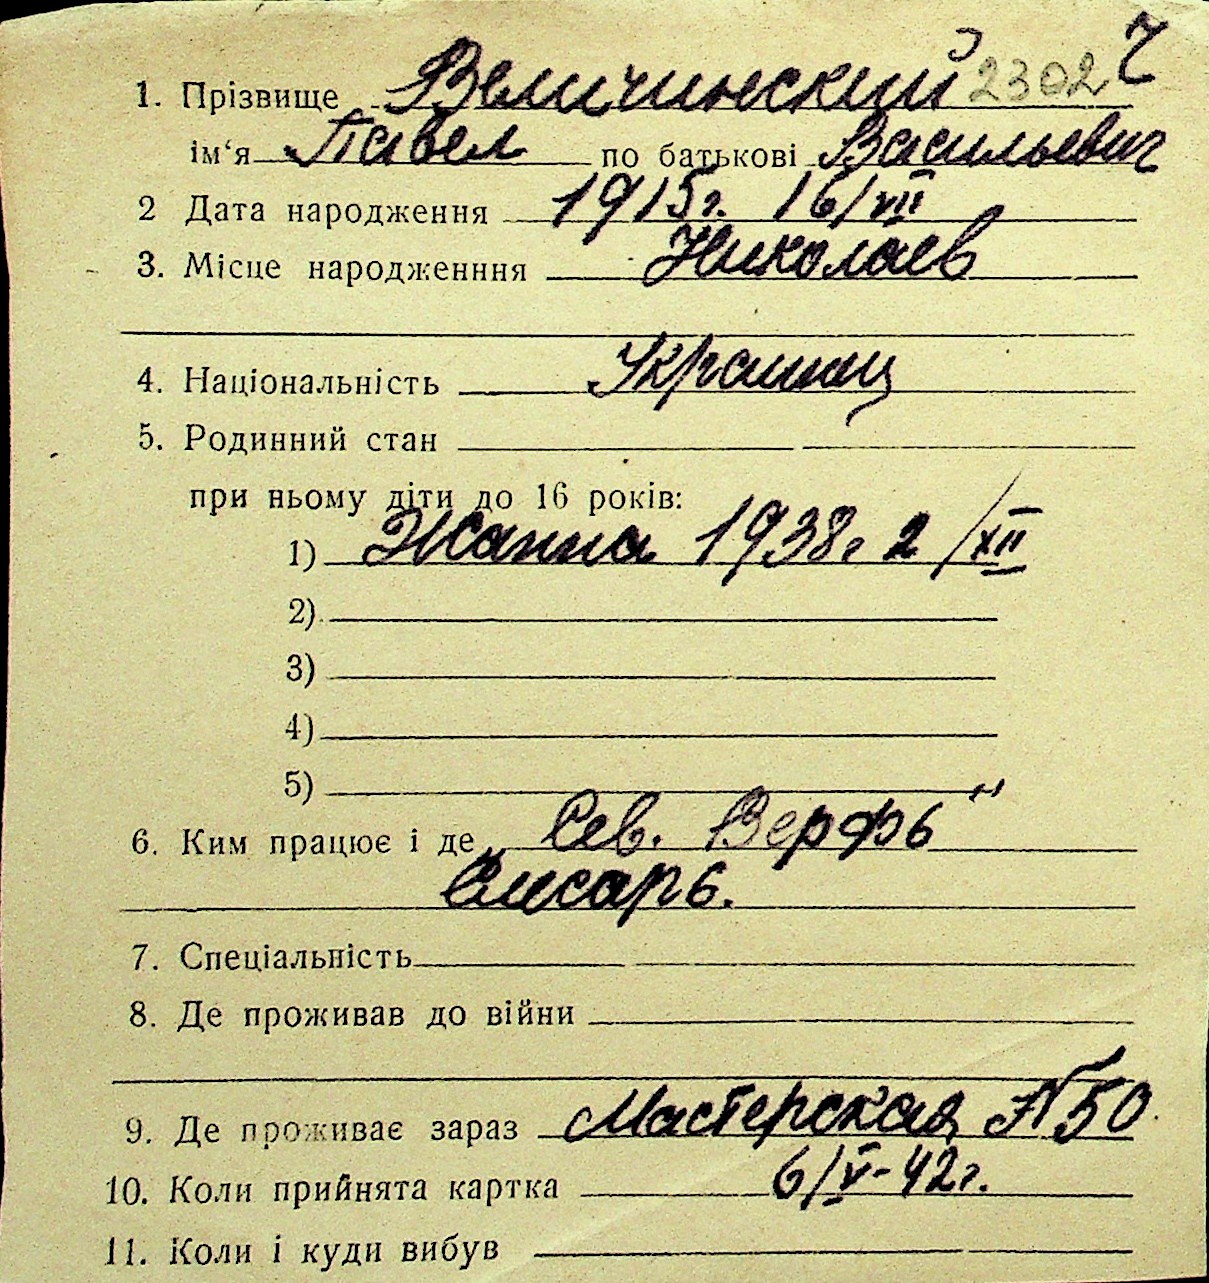 1. Прізвище Величинский 2302 Ч
ім‘я Павел по батькові Васильевич
2 Дата народження 1915г. 16/VII
3. Місце народженння Николаев
4. Національність Украинец
5. Родинний стан
при ньому діти до 16 років:
1) Жанна 1938г 2/XII
2)
3)
4)
5)
6. Ким працює і де „Сев. Верфь“
Слесарь.
7. Спеціальність
8. Де проживав до війни
9. Де проживає зараз Мастерская N50
10. Коли прийнята картка 6/V-42г.
11. Коли і куди вибув